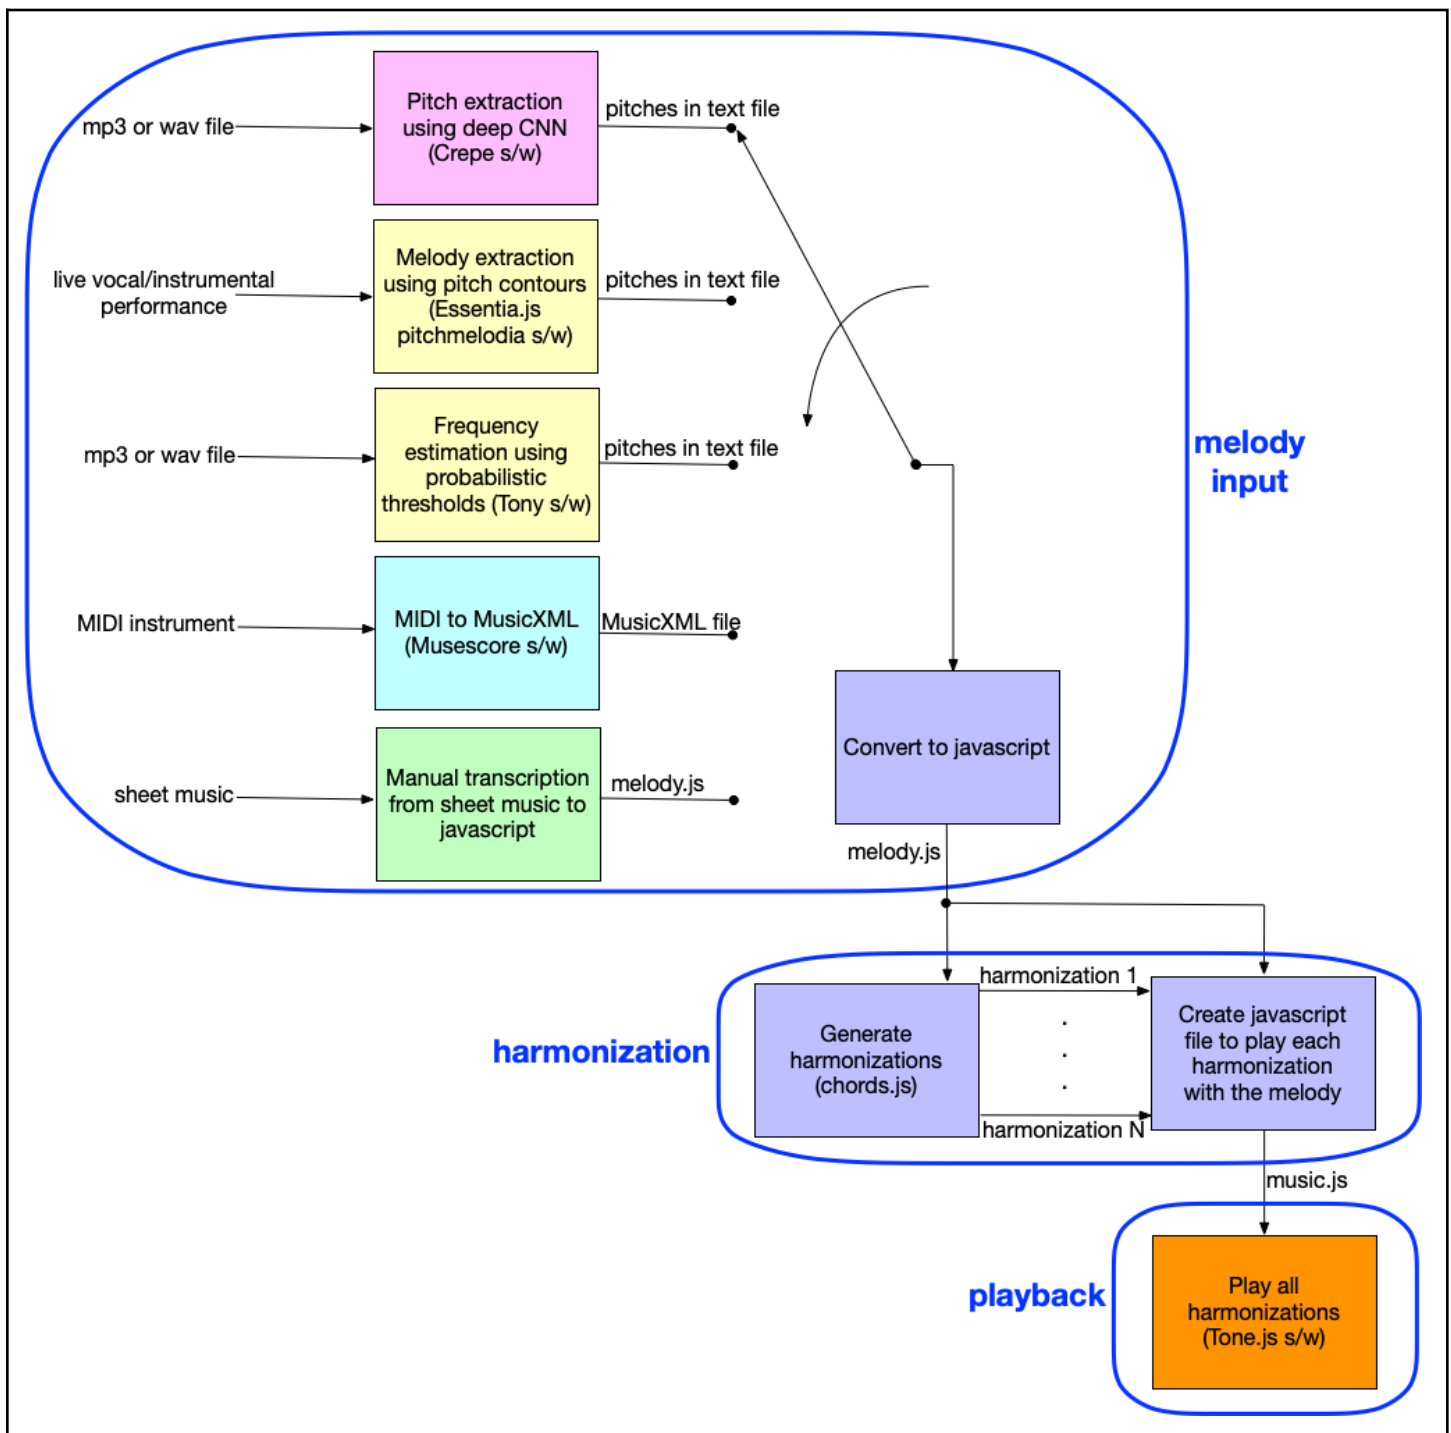 mp3 or wav file
Pitch extraction
using deep CNN
(Crepe s/w)
pitches in text file
live vocal/instrumental
performance
Melody extraction
using pitch contours
(Essentia.js
pitchmelodia s/w)
pitches in text file
mp3 or wav file
Frequency
estimation using
probabilistic
thresholds (Tony s/w)
pitches in text file
melody
input
MIDI instrument
MIDI to MusicXML
(Musescore s/w)
MusicXML file
sheet music
Manual transcription
from sheet music to
javascript
melody.js
Convert to javascript
melody.js
harmonization
Generate
harmonizations
(chords.js)
harmonization 1
.
.
.
harmonization N
Create javascript
file to play each
harmonization
with the melody
music.js
playback
Play all
harmonizations
(Tone.js s/w)